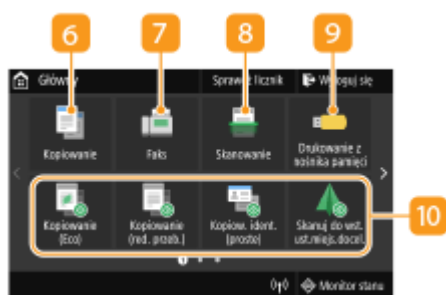 6 7 8 9
Główny Sprawdź licznik Wyloguj się
Kopiowanie Faks Skanowanie Drukowanie z
nośnika pamięci
10
Kopiowanie Kopiowanie Kopiow. ident. Skanuj do wst.
(Eco) (red. przeb.) (proste) ust.miejs.docel.
1
Monitor stanu